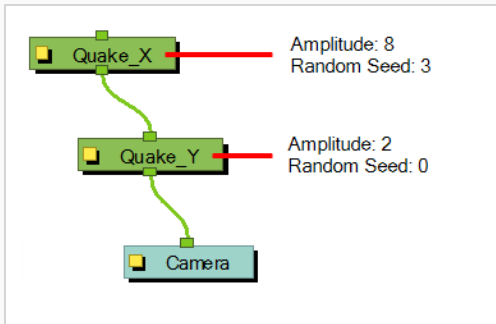 Quake_X
Amplitude: 8
Random Seed: 3
Quake_Y
Amplitude: 2
Random Seed: 0
Camera